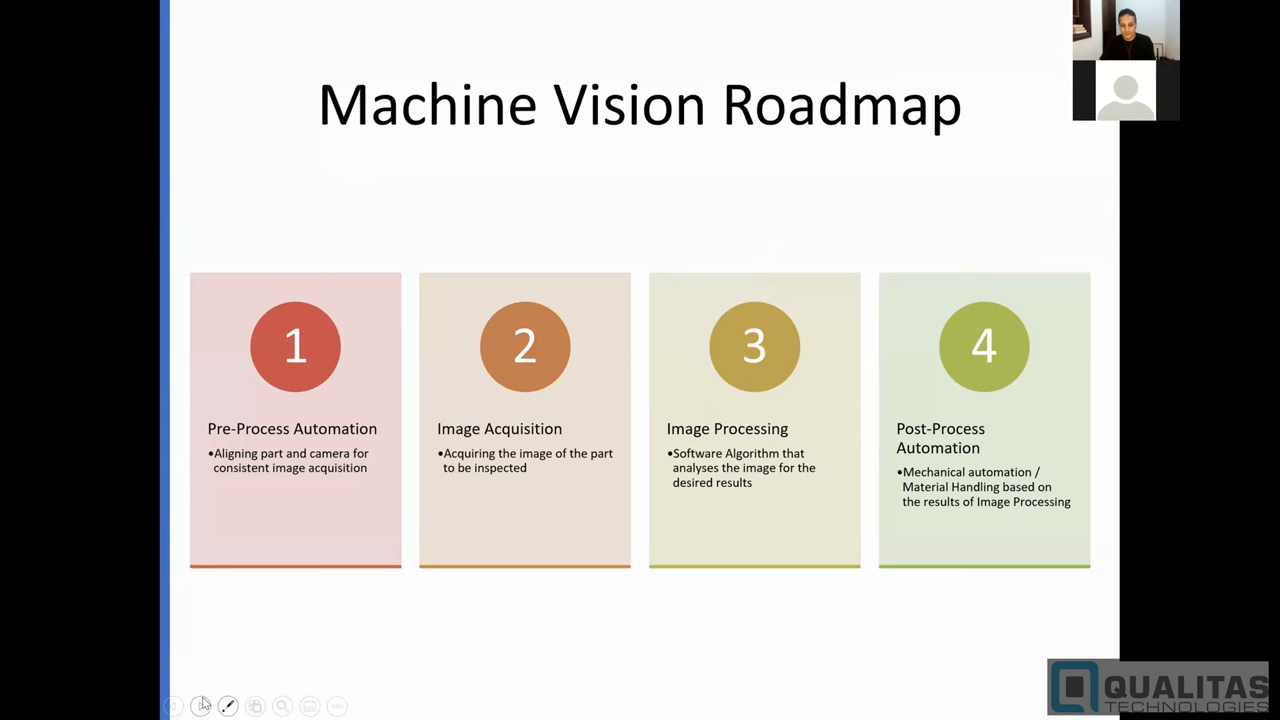 Machine Vision Roadmap
1
Pre-Process Automation
•Aligning part and camera for
consistent image acquisition
2
Image Acquisition
•Acquiring the image of the part
to be inspected
3
Image Processing
•Software Algorithm that
analyses the image for the
desired results
4
Post-Process
Automation
•Mechanical automation /
Material Handling based on
the results of Image Processing
QUALITAS
TECHNOLOGIES